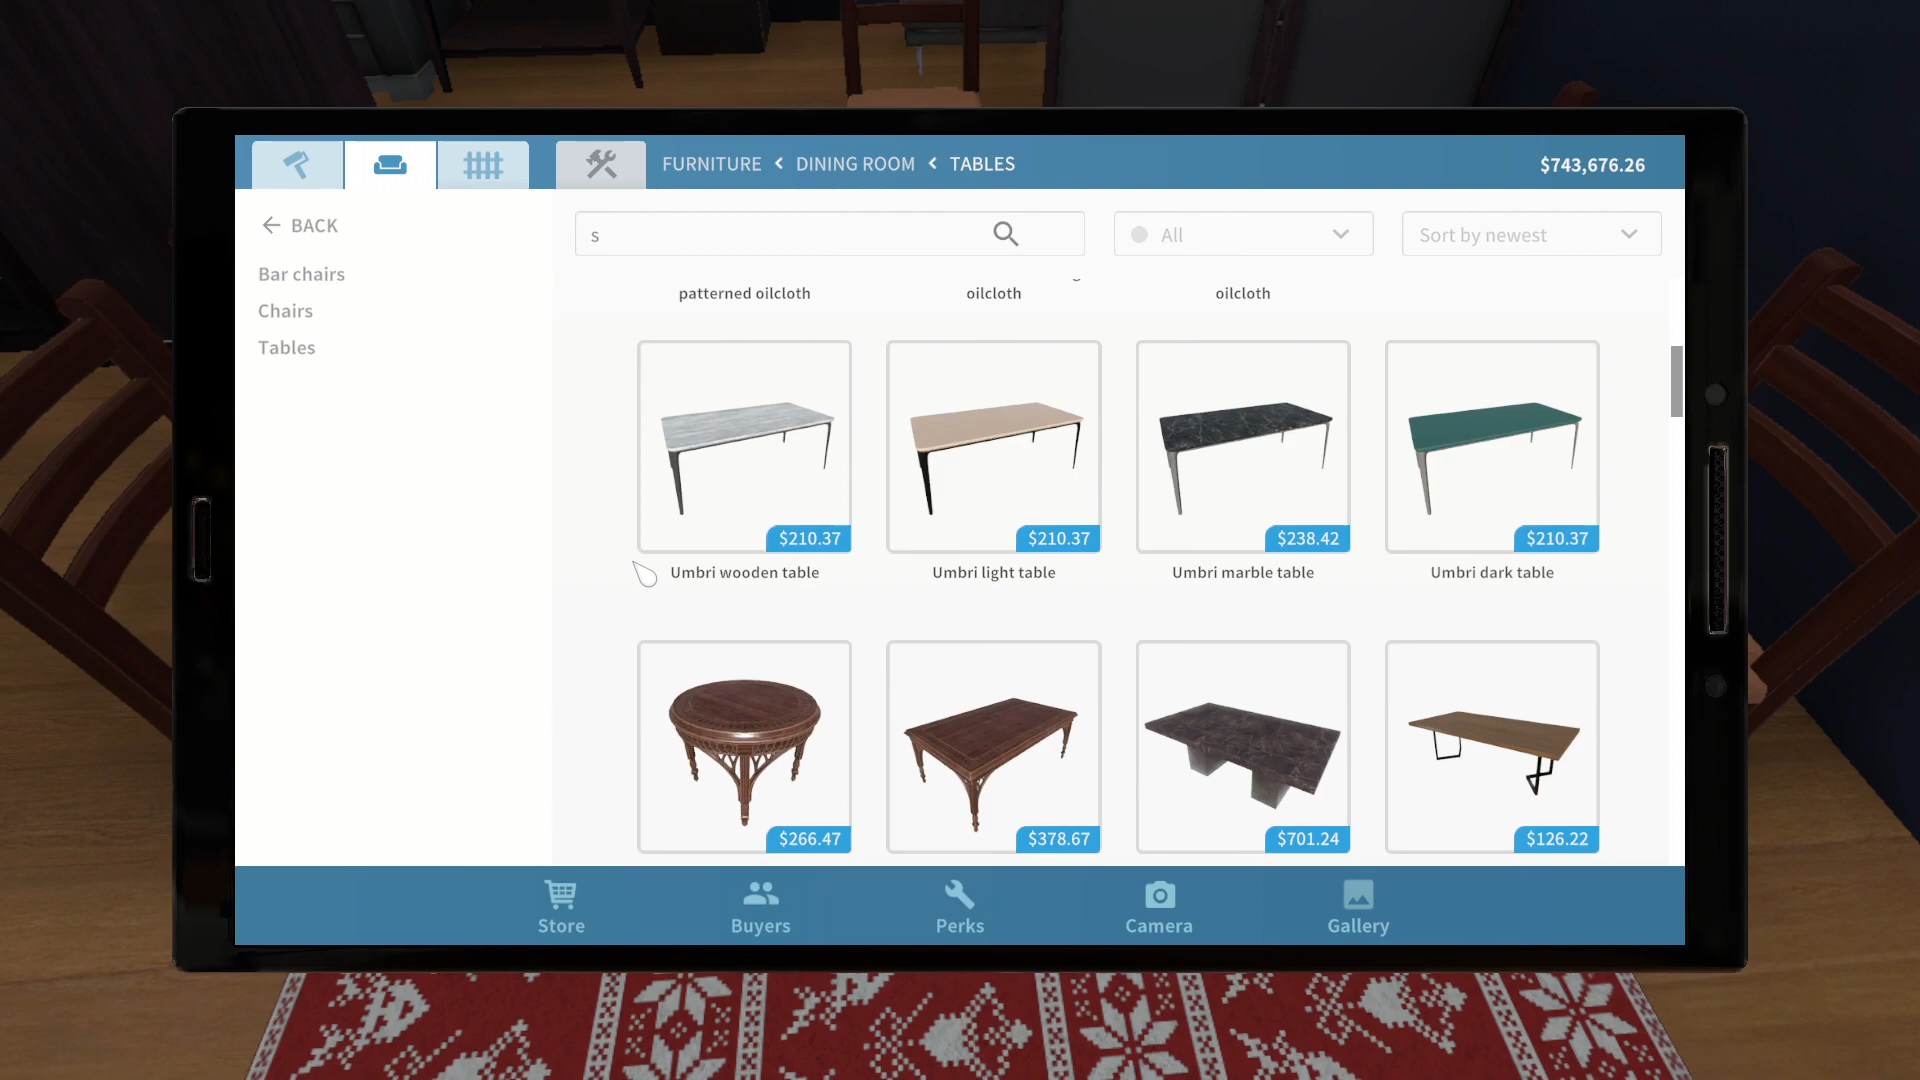 FURNITURE < DINING ROOM < TABLES
$743,676.26
BACK
Bar chairs
Chairs
Tables
s
All
Sort by newest
patterned oilcloth
oilcloth
oilcloth
$210.37
$210.37
$238.42
$210.37
Umbri wooden table
Umbri light table
Umbri marble table
Umbri dark table
$266.47
$378.67
$701.24
$126.22
Store
Buyers
Perks
Camera
Gallery